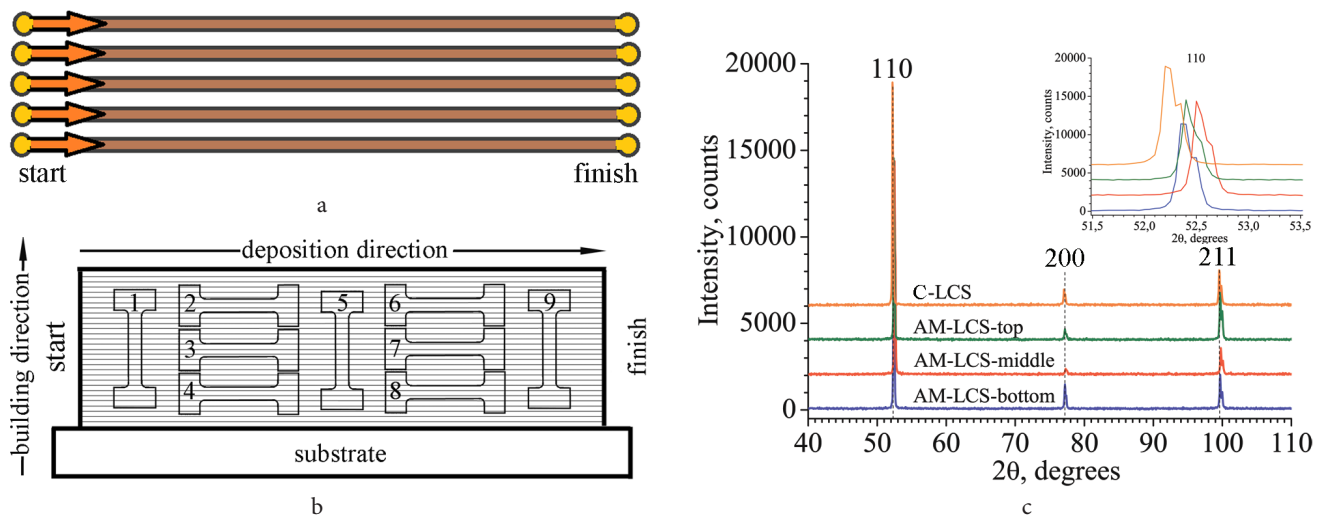 start
finish
a
deposition direction
building direction
start
finish
1
2
3
4
5
6
7
8
9
substrate
b
Intensity, counts
20000
15000
10000
5000
0
110
200
211
C-LCS
AM-LCS-top
AM-LCS-middle
AM-LCS-bottom
40
50
60
70
80
90
100
110
2θ, degrees
Intensity, counts
20000
15000
10000
5000
0
110
51,5
52,0
52,5
53,0
53,5
2θ, degrees
c